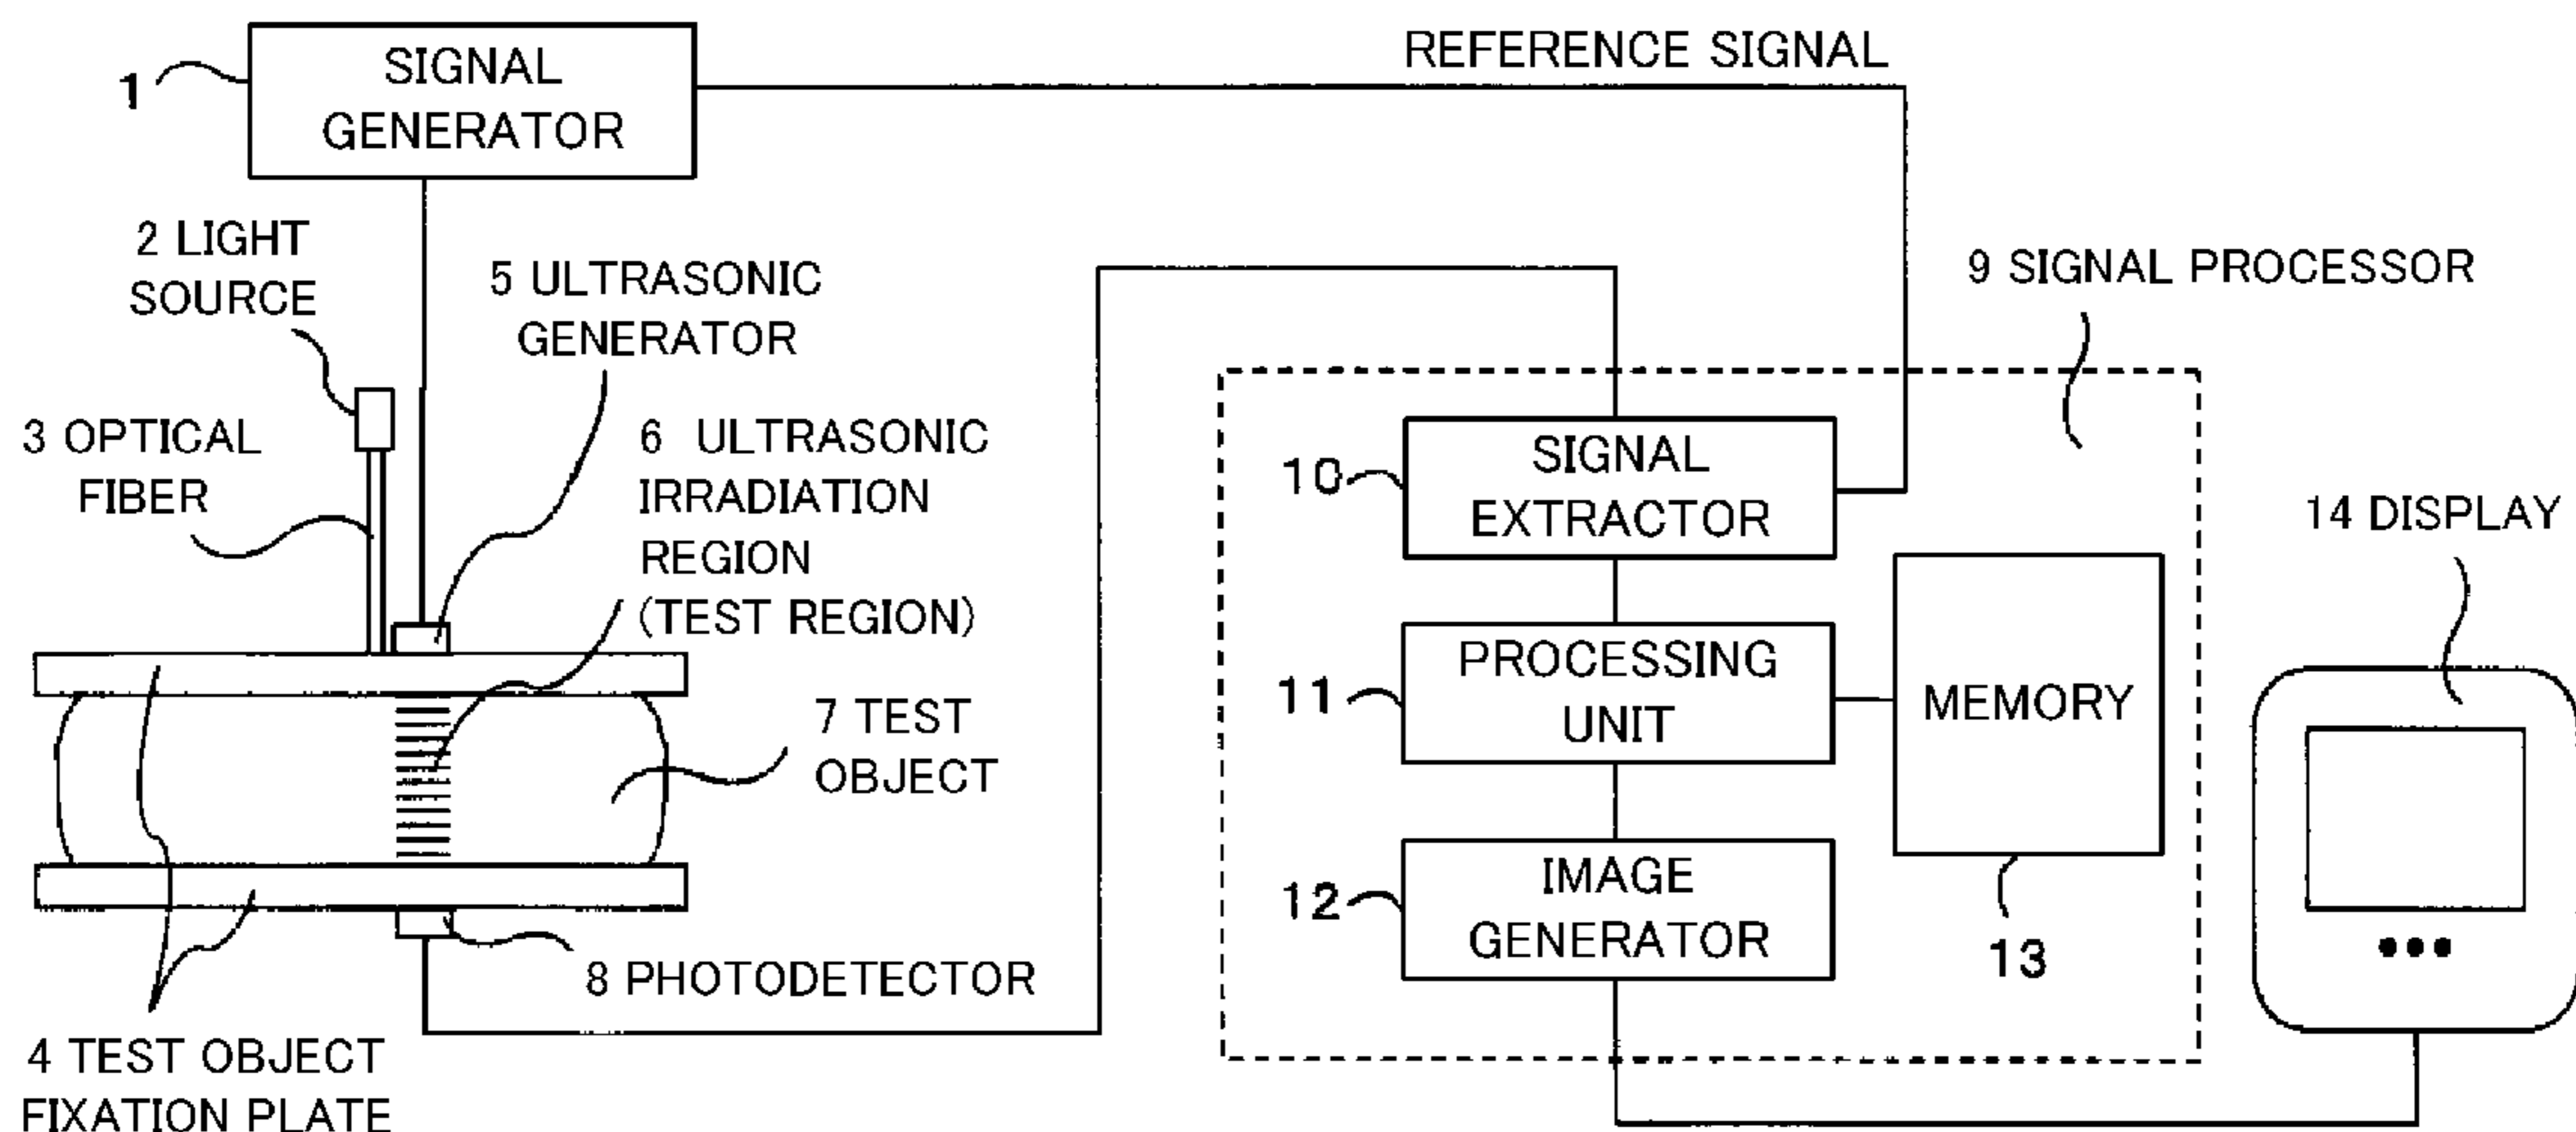 REFERENCE SIGNAL
1
SIGNAL
GENERATOR
2 LIGHT
SOURCE
5 ULTRASONIC
GENERATOR
9 SIGNAL PROCESSOR
3 OPTICAL
FIBER
6 ULTRASONIC
IRRADIATION
REGION
(TEST REGION)
10
SIGNAL
EXTRACTOR
14 DISPLAY
11
PROCESSING
UNIT
MEMORY
7 TEST
OBJECT
12
IMAGE
GENERATOR
13
8 PHOTODETECTOR
4 TEST OBJECT
FIXATION PLATE